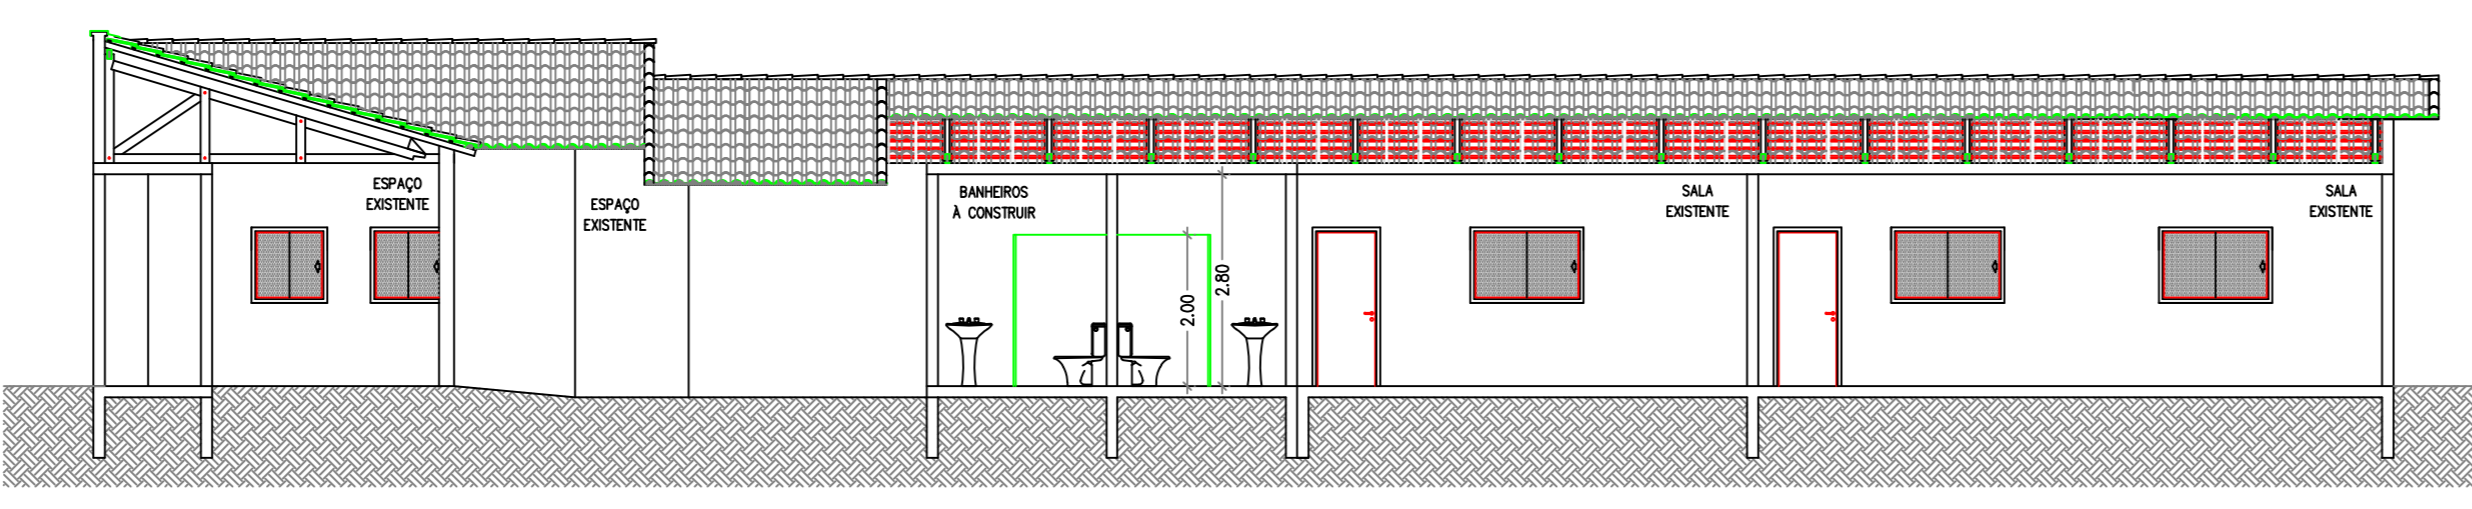 ESPAÇO
EXISTENTE
ESPAÇO
EXISTENTE
BANHEIROS
À CONSTRUIR
2.00
2.80
SALA
EXISTENTE
SALA
EXISTENTE